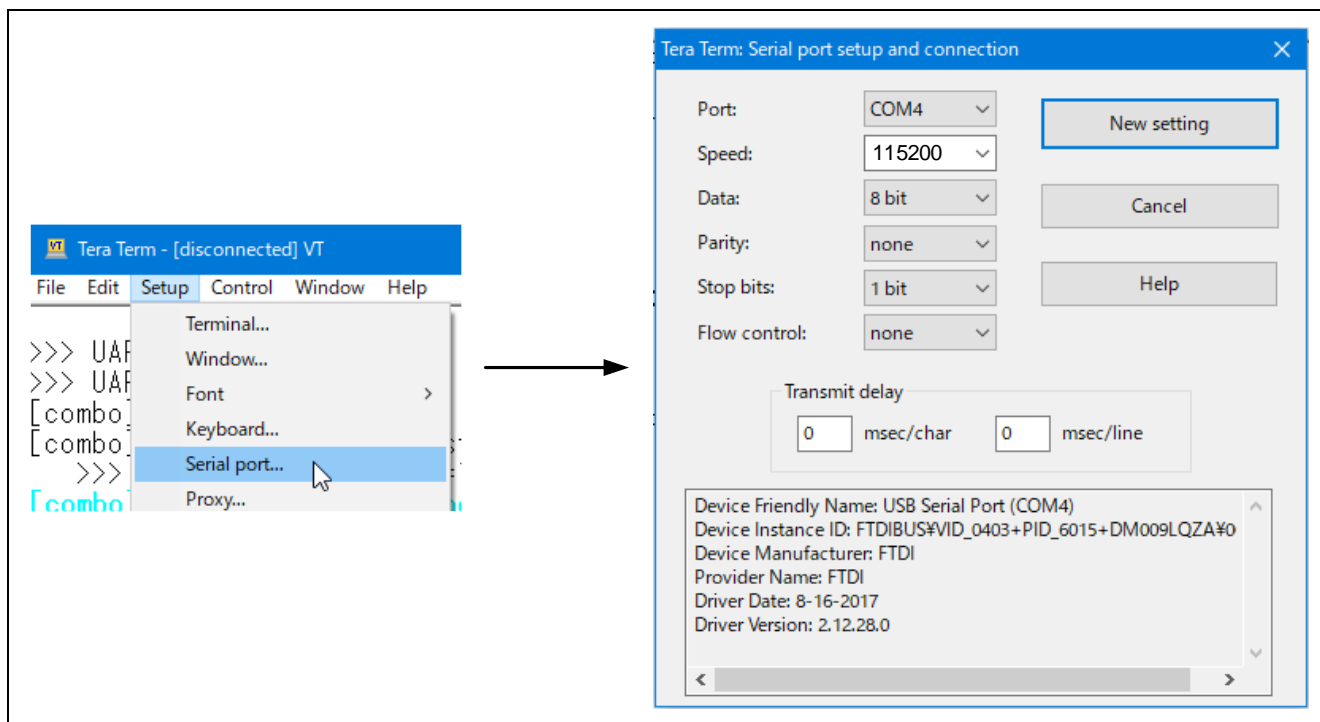 Tera Term - [disconnected] VT
File Edit Setup Control Window Help
Terminal...
Window...
Font
Keyboard...
Serial port...
Proxy...
>>>
>>>
[combo
[combo
>>>
[combo
Tera Term: Serial port setup and connection
Port: COM4
New setting
Speed: 115200
Data: 8 bit
Cancel
Parity: none
Stop bits: 1 bit
Help
Flow control: none
Transmit delay
0 msec/char 0 msec/line
Device Friendly Name: USB Serial Port (COM4)
Device Instance ID: FTDIBUS¥VID_0403+PID_6015+DM009LQZA¥0
Device Manufacturer: FTDI
Provider Name: FTDI
Driver Date: 8-16-2017
Driver Version: 2.12.28.0